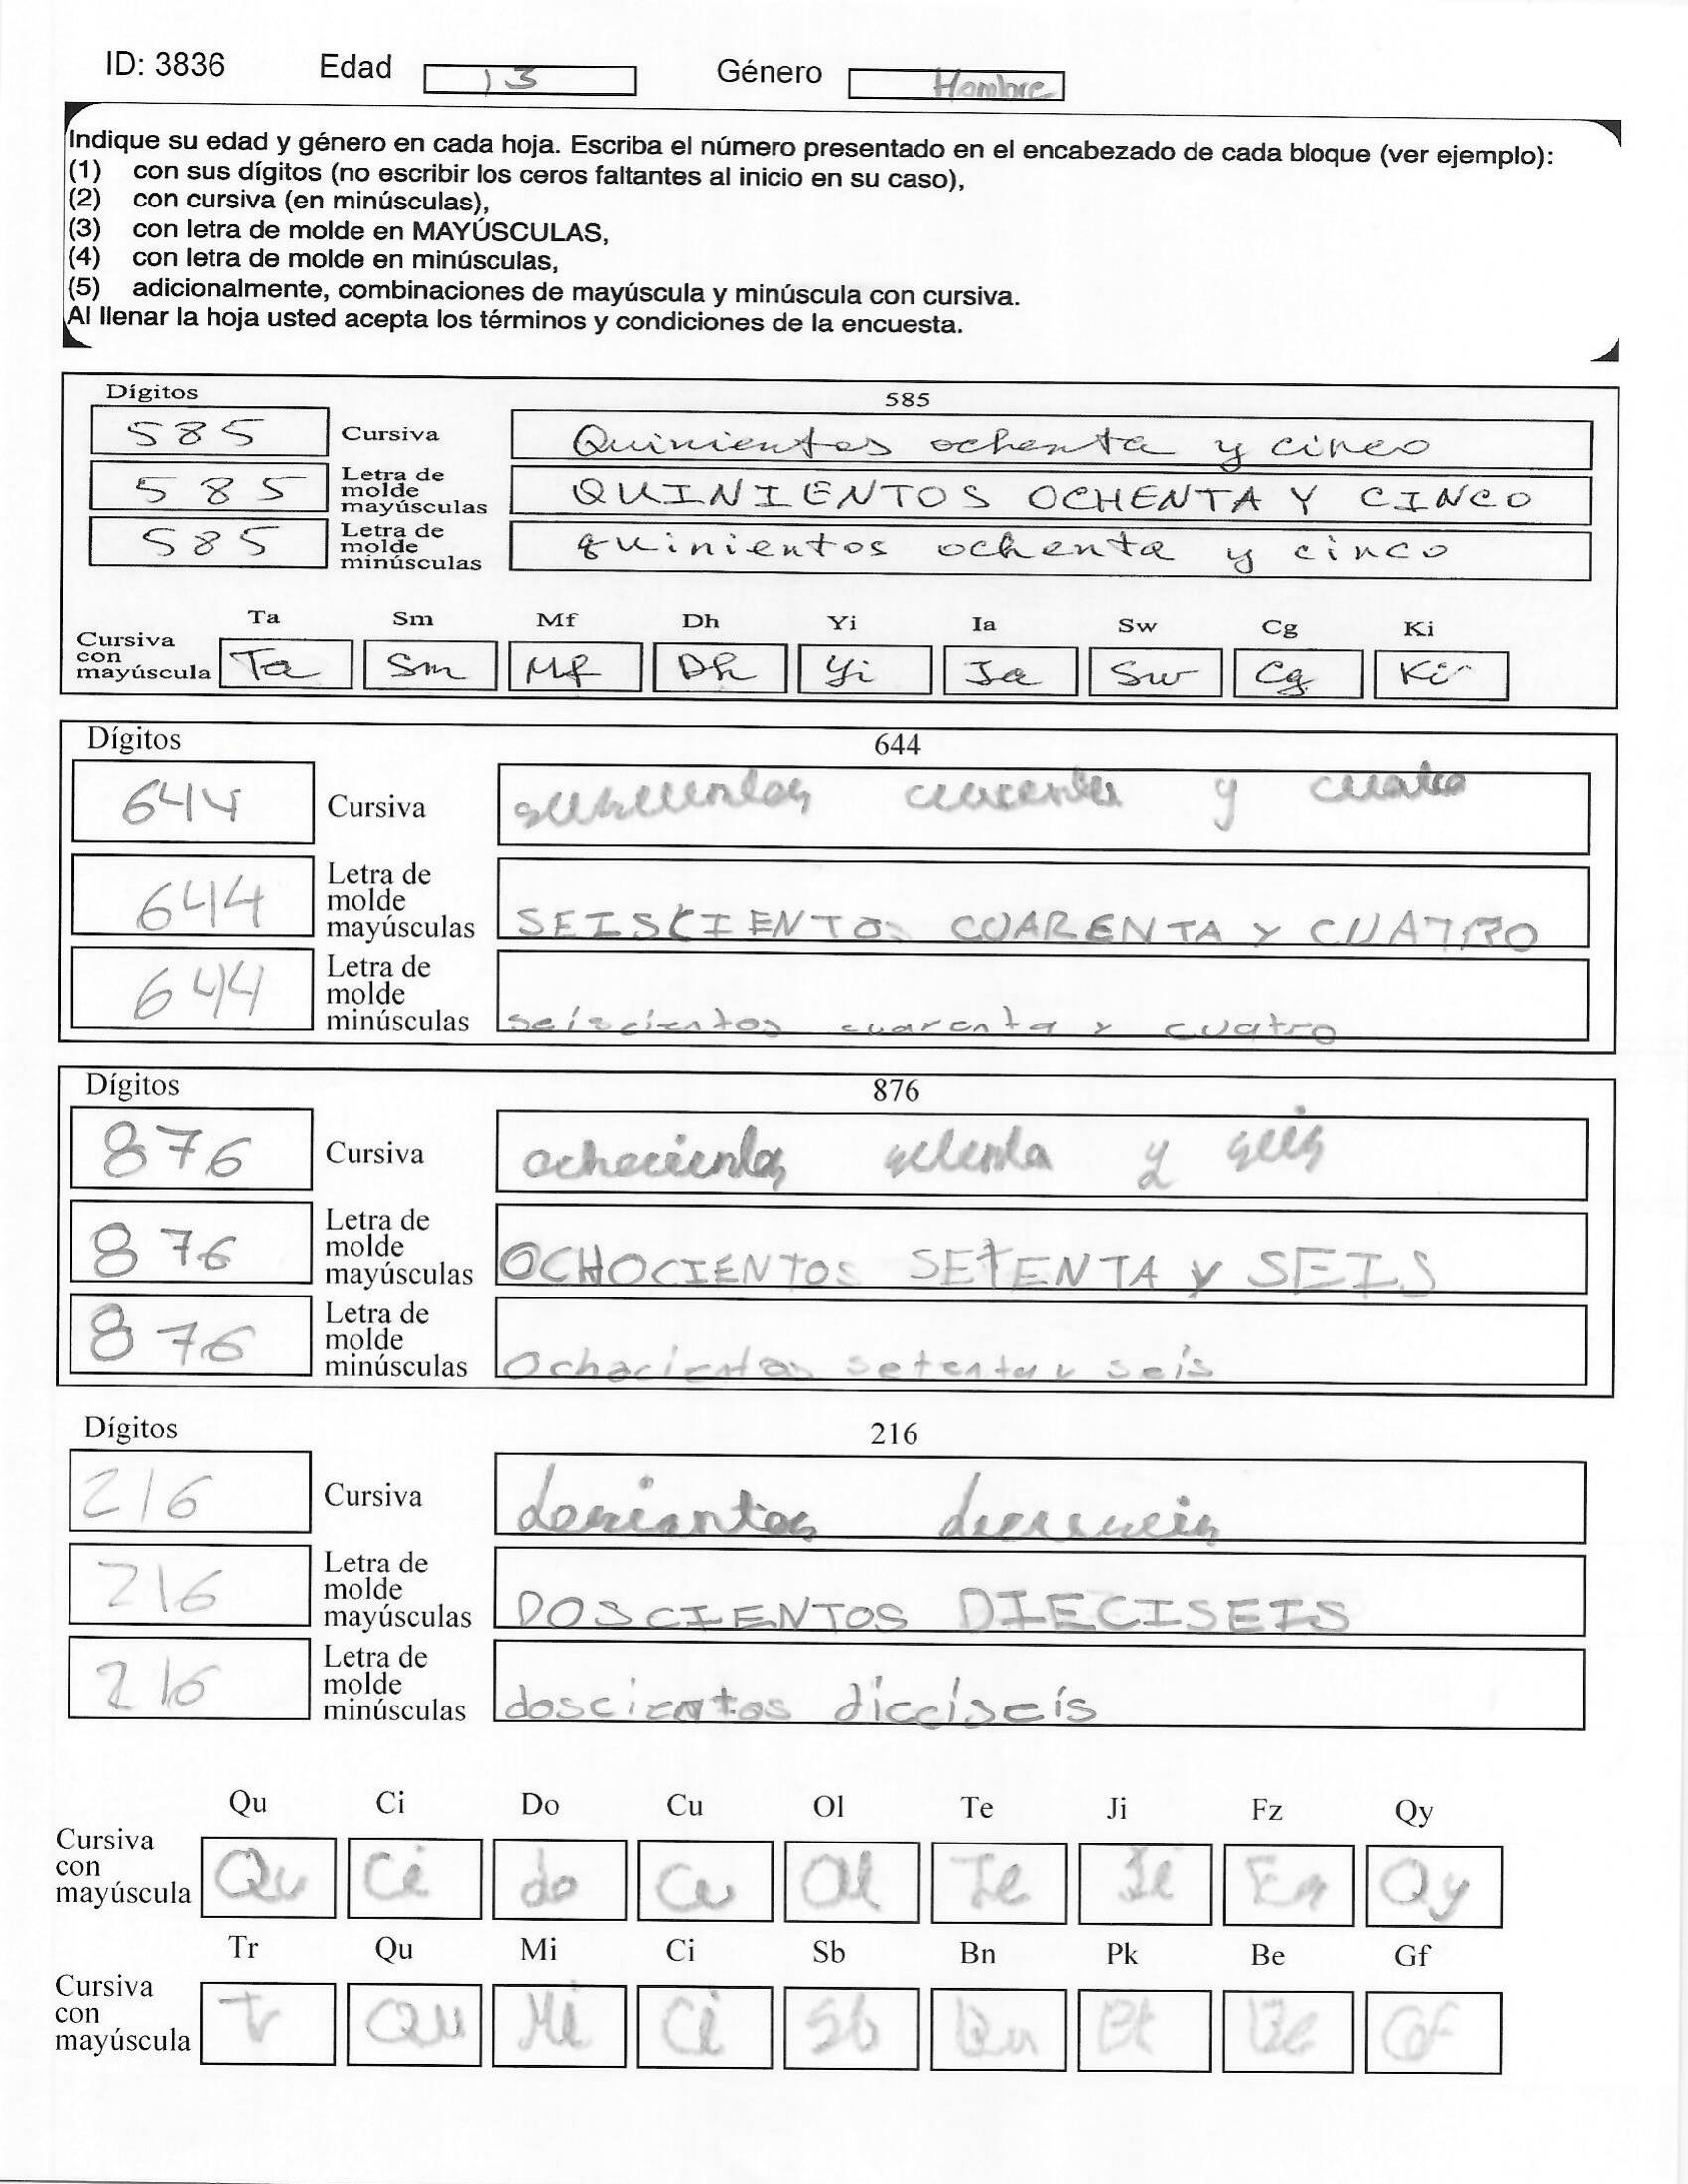 ID: 3836 Edad 13 Género Hombre
Indique su edad y género en cada hoja. Escriba el número presentado en el encabezado de cada bloque (ver ejemplo):
(1) con sus dígitos (no escribir los ceros faltantes al inicio en su caso),
(2) con cursiva (en minúsculas),
(3) con letra de molde en MAYÚSCULAS,
(4) con letra de molde en minúsculas,
(5) adicionalmente, combinaciones de mayúscula y minúscula con cursiva.
Al llenar la hoja usted acepta los términos y condiciones de la encuesta.
Dígitos 585
585 Cursiva Quinientos ochenta y cinco
585 Letra de molde mayúsculas QUINIENTOS OCHENTA Y CINCO
585 Letra de molde minúsculas quinientos ochenta y cinco
Ta Sm Mf Dh Yi Ia Sw Cg Ki
Cursiva con mayúscula Ta Sm Mf Dh Yi Ia Sw Cg Ki
Dígitos 644
644 Cursiva y cuatro
644 Letra de molde mayúsculas SEISCIENTOS CUARENTA Y CUATRO
644 Letra de molde minúsculas seiscientos cuarenta y cuatro
Dígitos 876
876 Cursiva ochocientos setenta y seis
876 Letra de molde mayúsculas OCHOCIENTOS SETENTA y SEIS
876 Letra de molde minúsculas Ochocientos setenta y seis
Dígitos 216
216 Cursiva
216 Letra de molde mayúsculas DOSCIENTOS DIECISEIS
216 Letra de molde minúsculas doscientos dieciseis
Qu Ci Do Cu Ol Te Ji Fz Qy
Cursiva con mayúscula Qu Ci do Cu Ol Te Ji Qy
Tr Qu Mi Ci Sb Bn Pk Be Gf
Cursiva con mayúscula Tr QU Mi Ci Sb Bn Pk Be Gf